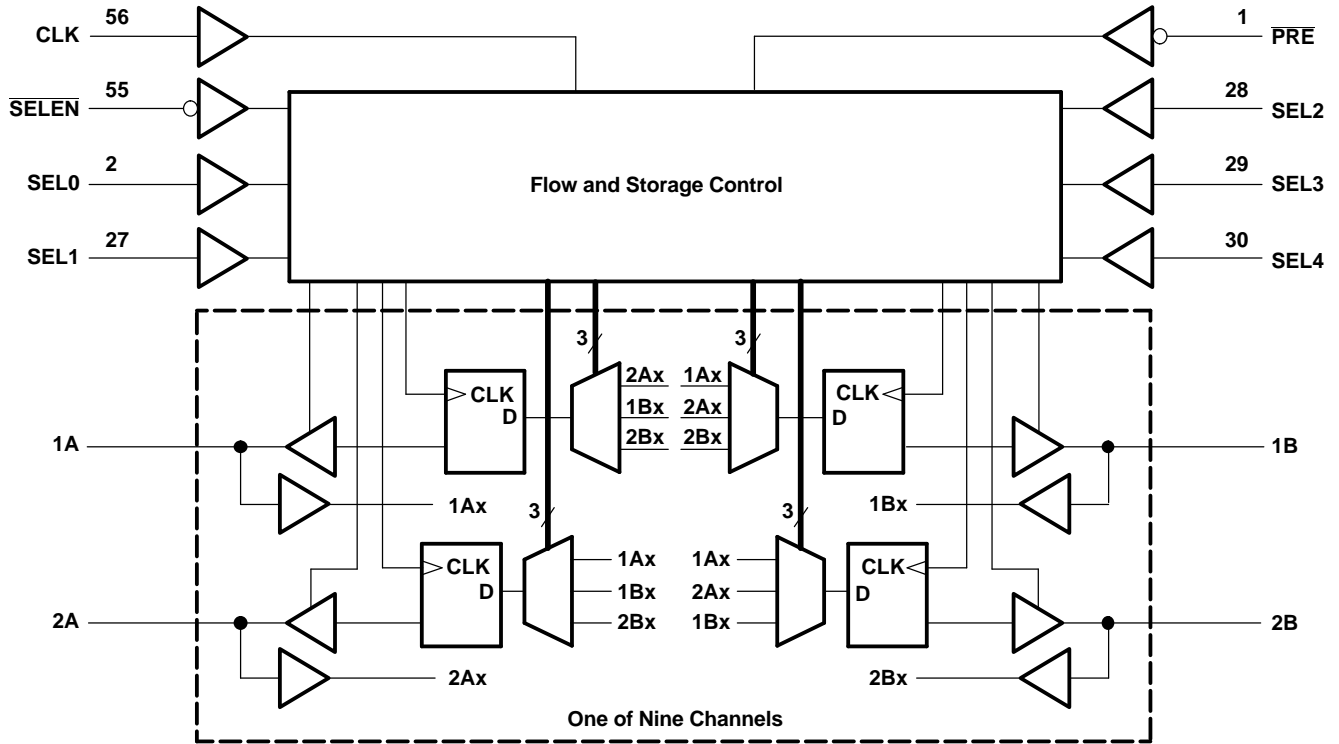 56
CLK
1
PRE
55
SELEN
28
SEL2
2
SEL0
29
SEL3
27
SEL1
30
SEL4
Flow and Storage Control
3
3
CLK
D
2Ax
1Bx
2Bx
1Ax
2Ax
2Bx
CLK
D
1A
1B
1Ax
1Bx
3
3
CLK
D
1Ax
1Bx
2Bx
1Ax
2Ax
1Bx
CLK
D
2A
2B
2Ax
2Bx
One of Nine Channels